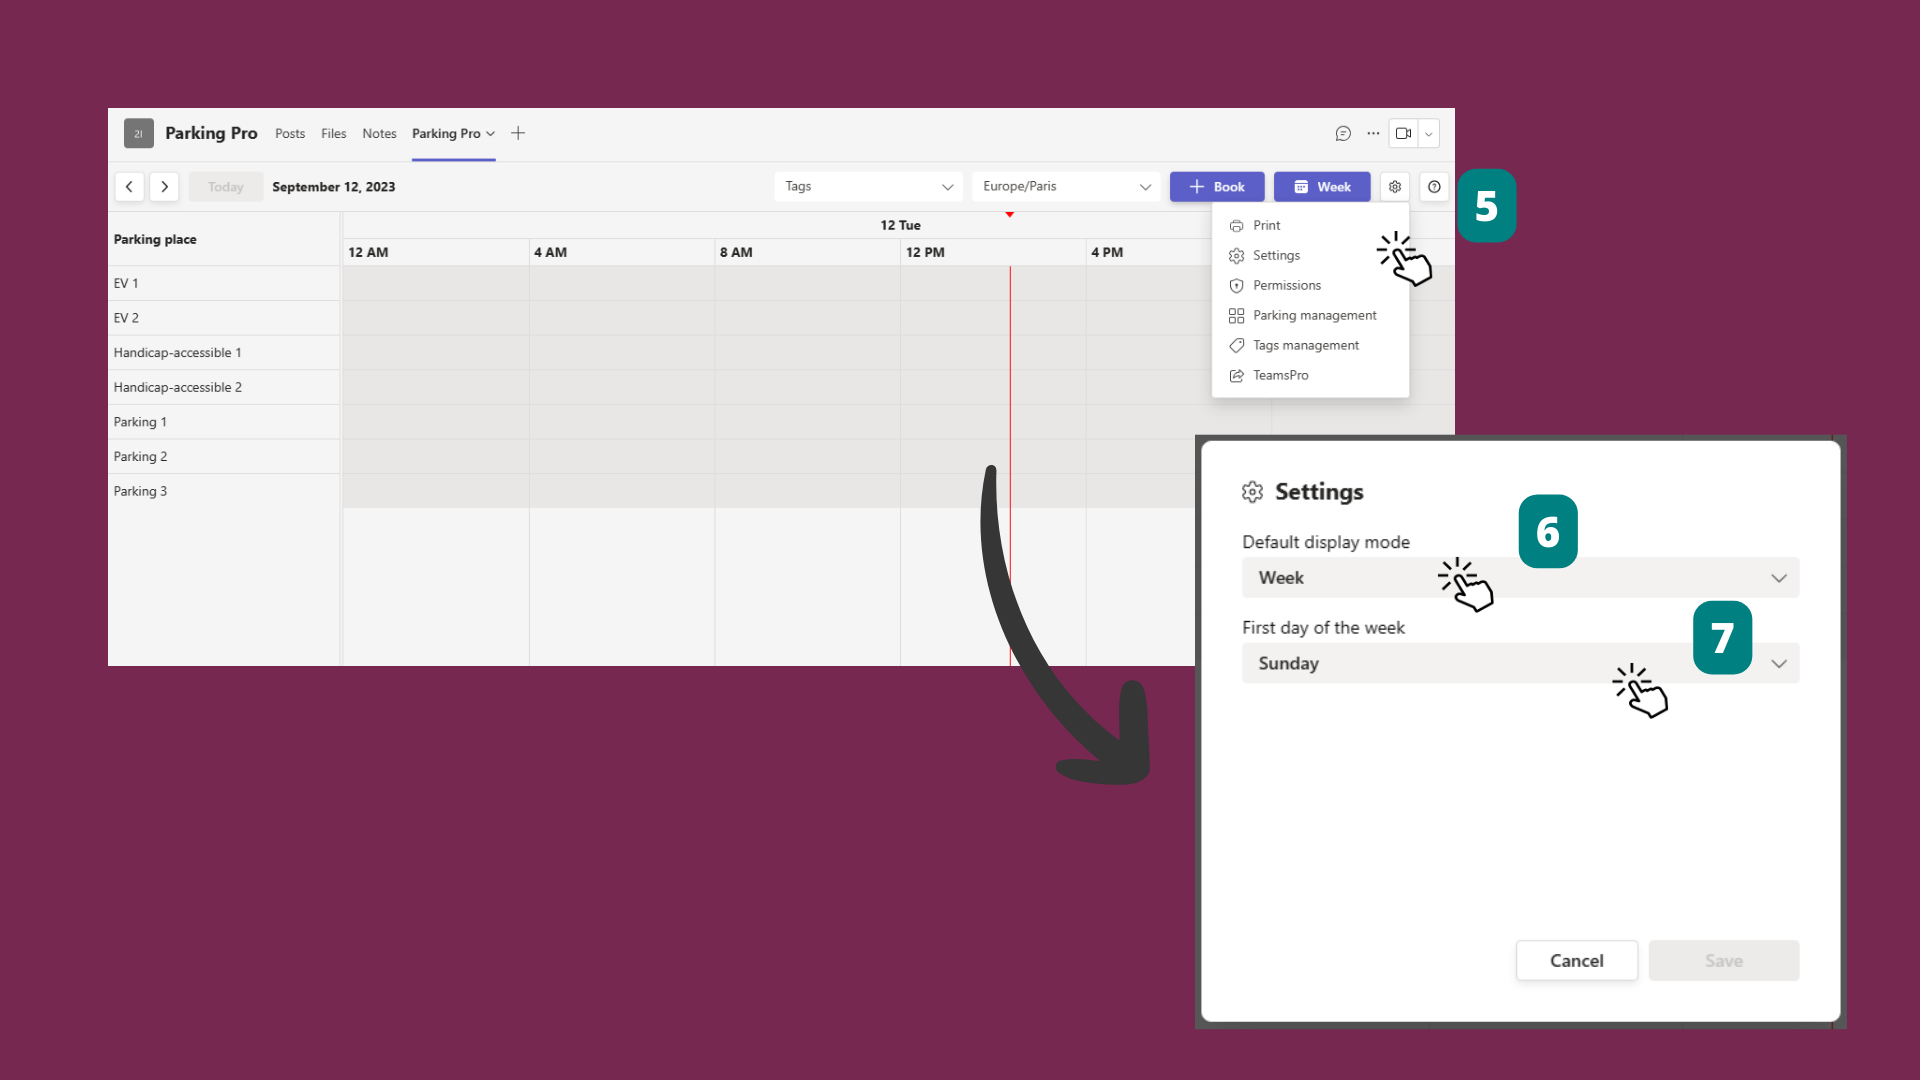 21 Parking Pro Posts Files Notes Parking Pro
Today September 12, 2023 Tags Europe/Paris Book Week
5
Parking place
12 Tue
12 AM 4 AM 8 AM 12 PM 4 PM
EV 1
EV 2
Handicap-accessible 1
Handicap-accessible 2
Parking 1
Parking 2
Parking 3
Print
Settings
Permissions
Parking management
Tags management
TeamsPro
Settings
6
Default display mode
Week
First day of the week
7
Sunday
Cancel Save